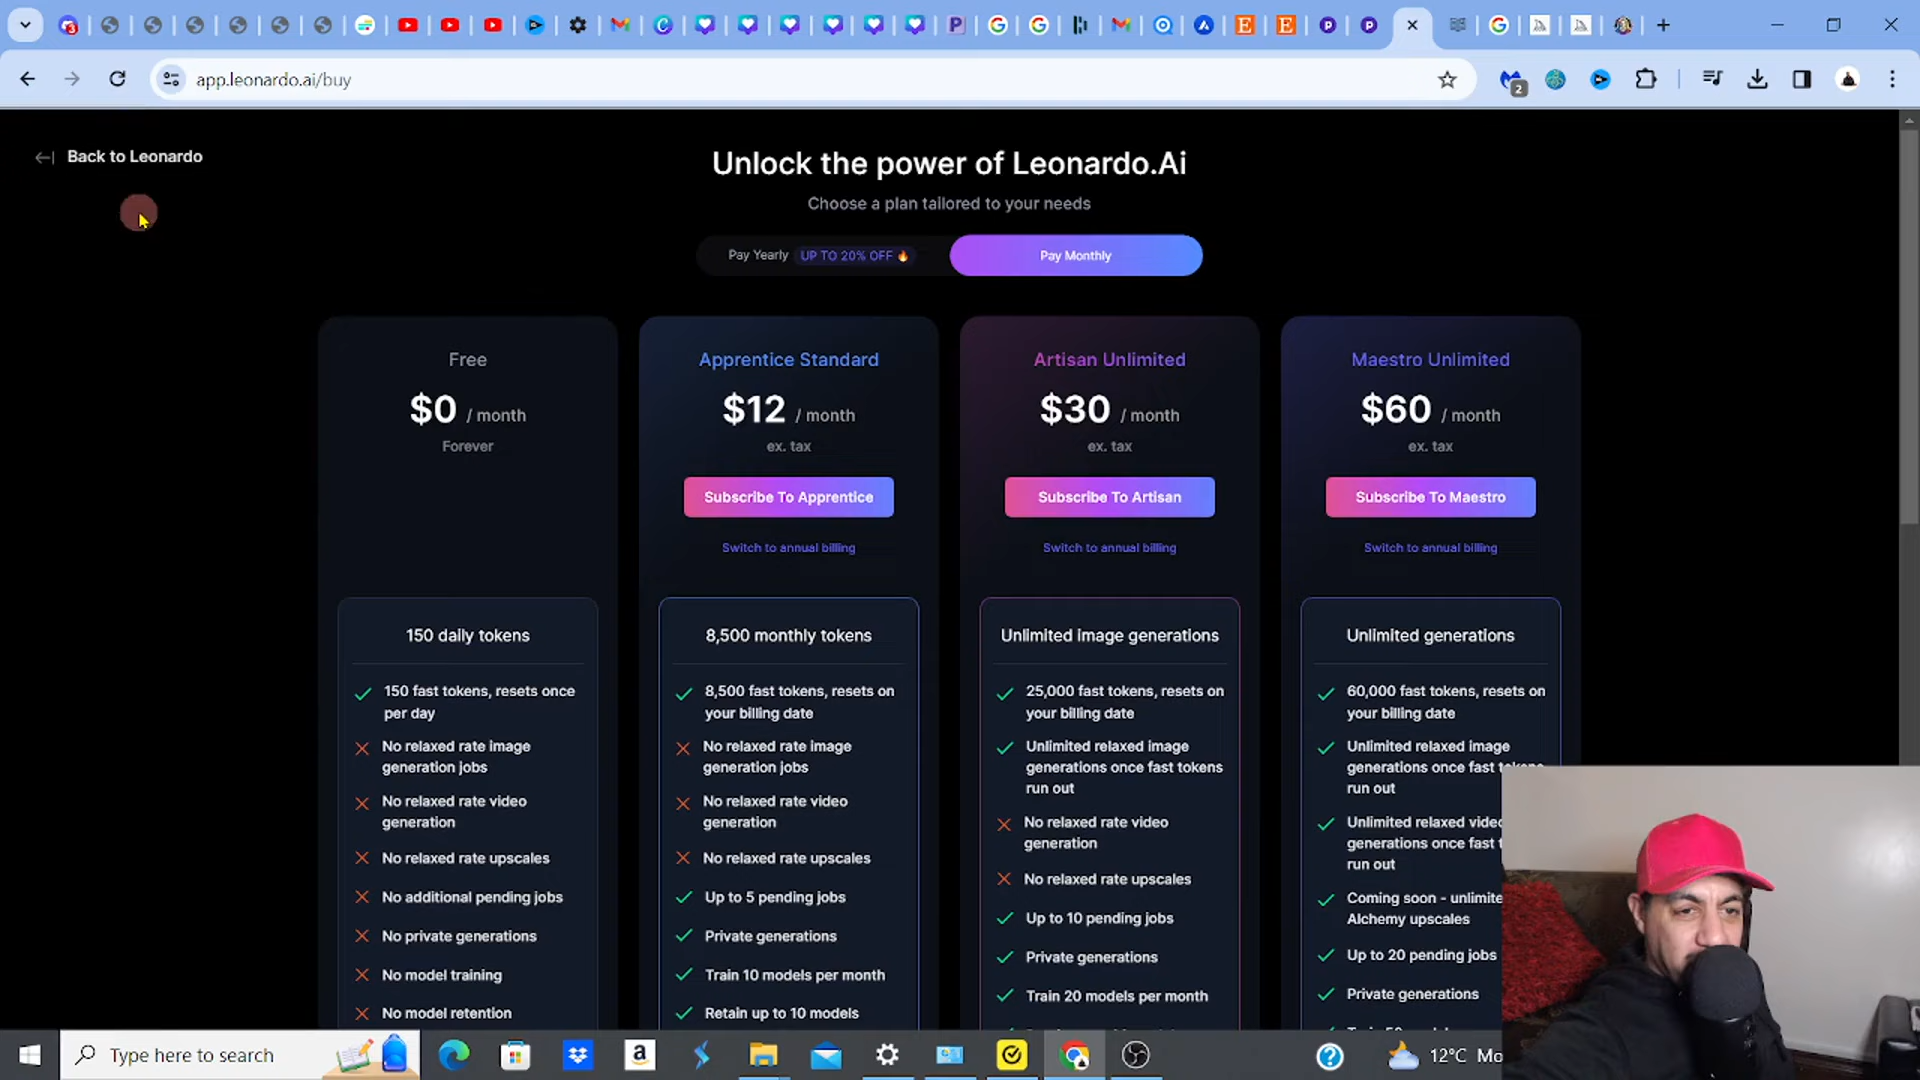 app.leonardo.ai/buy
2
3
Back to Leonardo
Unlock the power of Leonardo.Ai
Choose a plan tailored to your needs
Pay Yearly UP TO 20% OFF 🔥
Pay Monthly
Free
$0 / month
Forever
150 daily tokens
150 fast tokens, resets once
per day
No relaxed rate image
generation jobs
No relaxed rate video
generation
No relaxed rate upscales
No additional pending jobs
No private generations
No model training
No model retention
Apprentice Standard
$12 / month
ex. tax
Subscribe To Apprentice
Switch to annual billing
8,500 monthly tokens
8,500 fast tokens, resets on
your billing date
No relaxed rate image
generation jobs
No relaxed rate video
generation
No relaxed rate upscales
Up to 5 pending jobs
Private generations
Train 10 models per month
Retain up to 10 models
Artisan Unlimited
$30 / month
ex. tax
Subscribe To Artisan
Switch to annual billing
Unlimited image generations
25,000 fast tokens, resets on
your billing date
Unlimited relaxed image
generations once fast tokens
run out
No relaxed rate video
generation
No relaxed rate upscales
Up to 10 pending jobs
Private generations
Train 20 models per month
Maestro Unlimited
$60 / month
ex. tax
Subscribe To Maestro
Switch to annual billing
Unlimited generations
60,000 fast tokens, resets on
your billing date
Unlimited relaxed image
generations once fast
run out
Unlimited relaxed
generations once fast
run out
Coming soon -
Alchemy upscales
Up to 20 pending jobs
Private generations
Type here to search
12°C